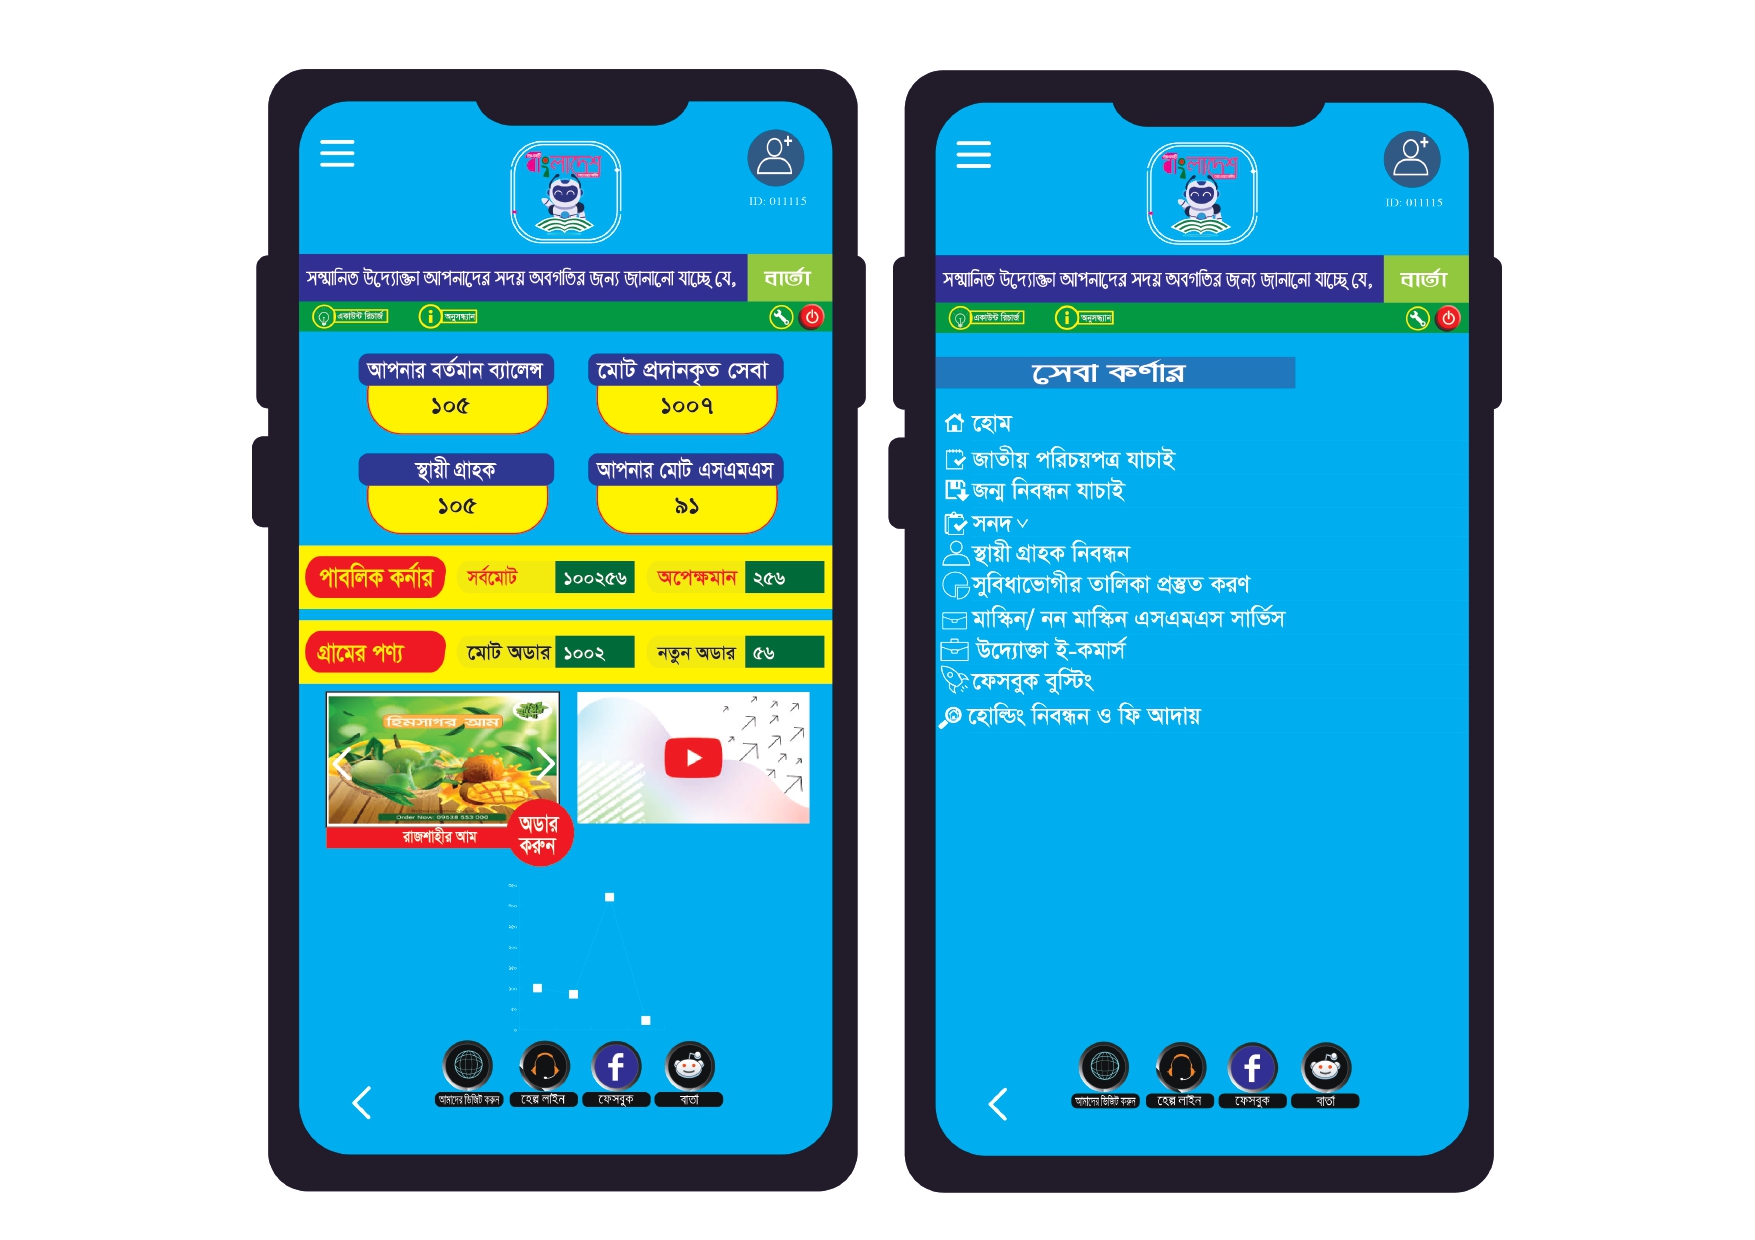 বাংলাদেশ
ID: 011115
সম্মানিত উদ্যোক্তা আপনাদের সদয় অবগতির জন্য জানানো যাচ্ছে যে,
বার্তা
একাউন্ট রিচার্জ
অনুসন্ধান
আপনার বর্তমান ব্যালেন্স
মোট প্রদানকৃত সেবা
১০৫
১০০৭
স্থায়ী গ্রাহক
আপনার মোট এসএমএস
১০৫
৯১
পাবলিক কর্নার
সর্বমোট
১০০২৫৬
অপেক্ষমান
২৫৬
গ্রামের পণ্য
মোট অডার
১০০২
নতুন অডার
৫৬
হিমসাগর আম
Order Now: 09638 553 000
রাজশাহীর আম
অডার
করুন
আমাদের ভিজিট করুন
হেল্প লাইন
ফেসবুক
বার্তা
বাংলাদেশ
ID: 011115
সম্মানিত উদ্যোক্তা আপনাদের সদয় অবগতির জন্য জানানো যাচ্ছে যে,
বার্তা
একাউন্ট রিচার্জ
অনুসন্ধান
সেবা কর্ণার
হোম
জাতীয় পরিচয়পত্র যাচাই
জন্ম নিবন্ধন যাচাই
সনদ
স্থায়ী গ্রাহক নিবন্ধন
সুবিধাভোগীর তালিকা প্রস্তুত করণ
মাস্কিন/ নন মাস্কিন এসএমএস সার্ভিস
উদ্যোক্তা ই-কমার্স
ফেসবুক বুস্টিং
হোল্ডিং নিবন্ধন ও ফি আদায়
আমাদের ভিজিট করুন
হেল্প লাইন
ফেসবুক
বার্তা